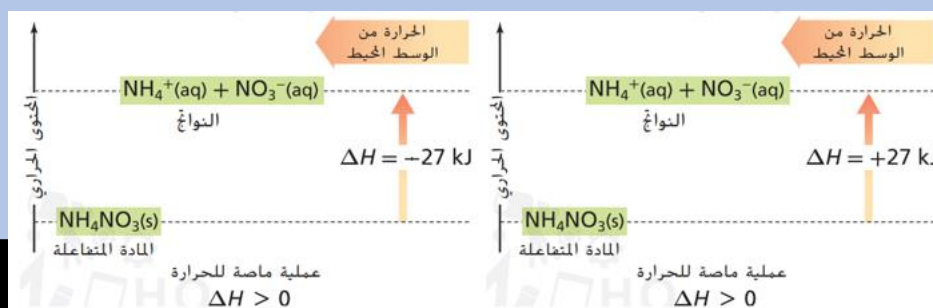 الحرارة من
الوسط المحيط
NH₄⁺(aq) + NO₃⁻(aq)
النواتج
المحتوى الحراري
ΔH = −27 kJ
NH₄NO₃(s)
المادة المتفاعلة
عملية ماصة للحرارة
ΔH > 0
الحرارة من
الوسط المحيط
NH₄⁺(aq) + NO₃⁻(aq)
النواتج
المحتوى الحراري
ΔH = +27 kJ
NH₄NO₃(s)
المادة المتفاعلة
عملية ماصة للحرارة
ΔH > 0